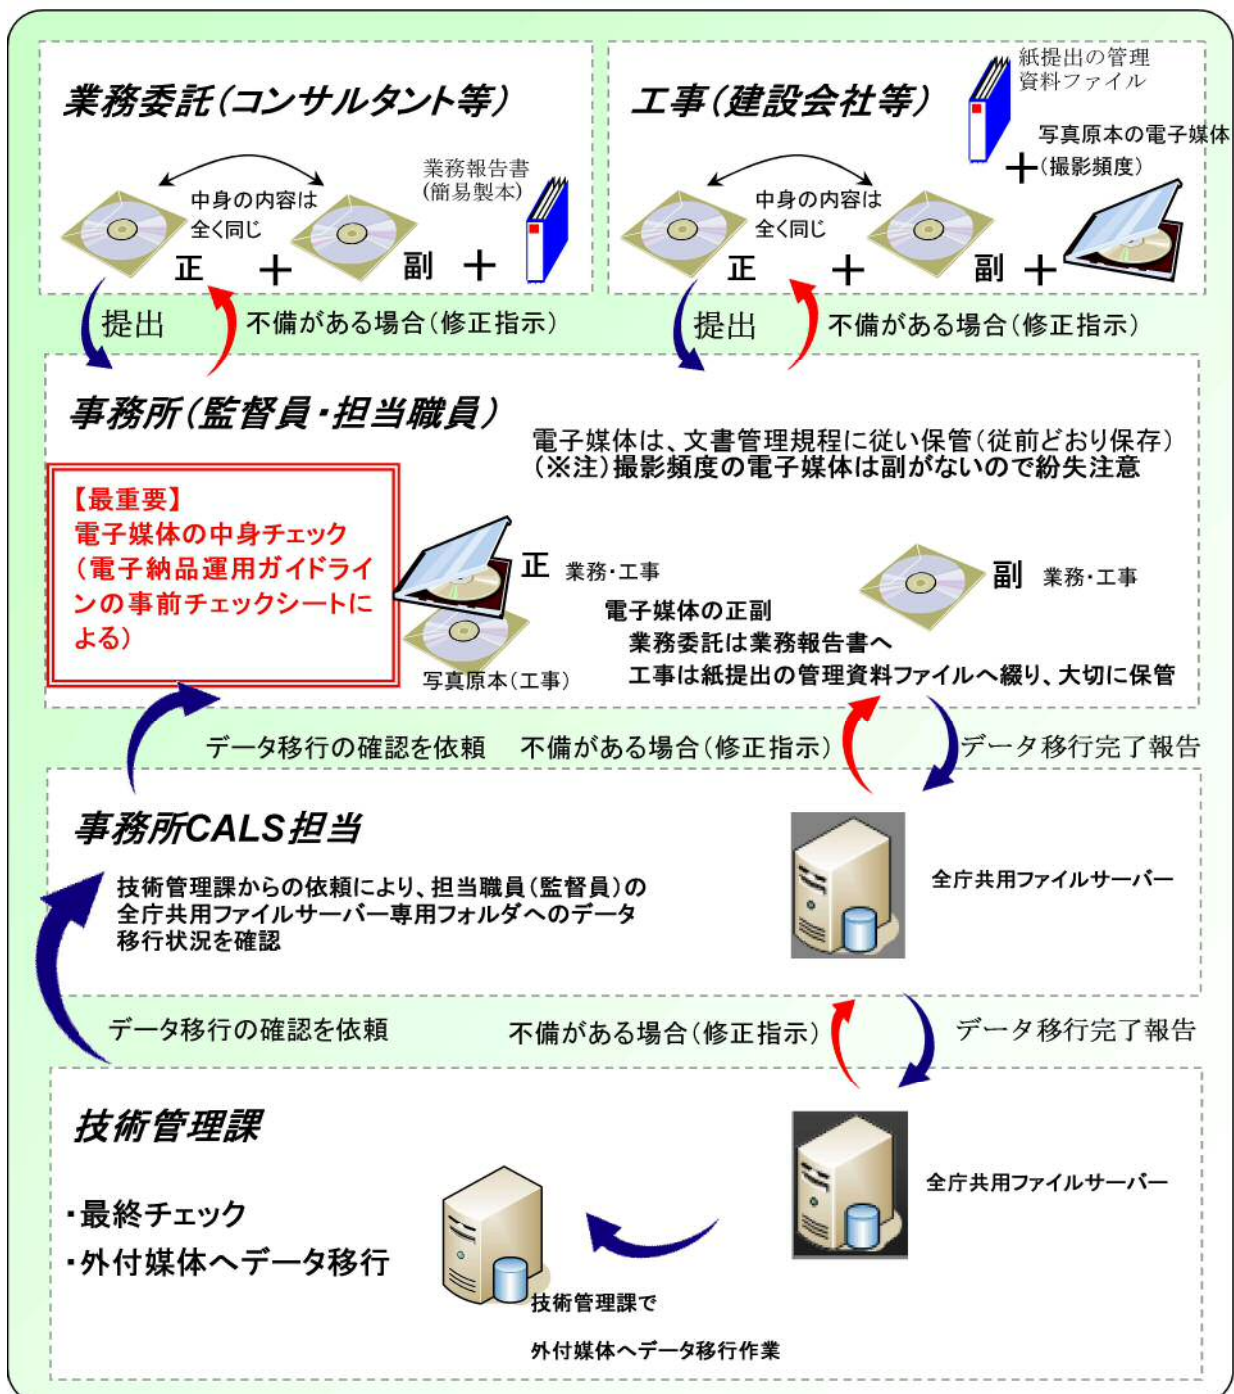 業務委託(コンサルタント等)
業務報告書
(簡易製本)
中身の内容は
全く同じ
正
+
副
+
工事(建設会社等)
紙提出の管理
資料ファイル
+
写真原本の電子媒体
(撮影頻度)
中身の内容は
全く同じ
正
+
副
+
提出
不備がある場合(修正指示)
提出
不備がある場合(修正指示)
事務所(監督員・担当職員)
電子媒体は、文書管理規程に従い保管(従前どおり保存)
(※注)撮影頻度の電子媒体は副がないので紛失注意
【最重要】
電子媒体の中身チェック
(電子納品運用ガイドライ
ンの事前チェックシートに
よる)
正 業務・工事
副 業務・工事
電子媒体の正副
業務委託は業務報告書へ
工事は紙提出の管理資料ファイルへ綴り、大切に保管
写真原本(工事)
データ移行の確認を依頼
不備がある場合(修正指示)
データ移行完了報告
事務所CALS担当
技術管理課からの依頼により、担当職員(監督員)の
全庁共用ファイルサーバー専用フォルダへのデータ
移行状況を確認
全庁共用ファイルサーバー
データ移行の確認を依頼
不備がある場合(修正指示)
データ移行完了報告
技術管理課
・最終チェック
・外付媒体へデータ移行
全庁共用ファイルサーバー
技術管理課で
外付媒体へデータ移行作業